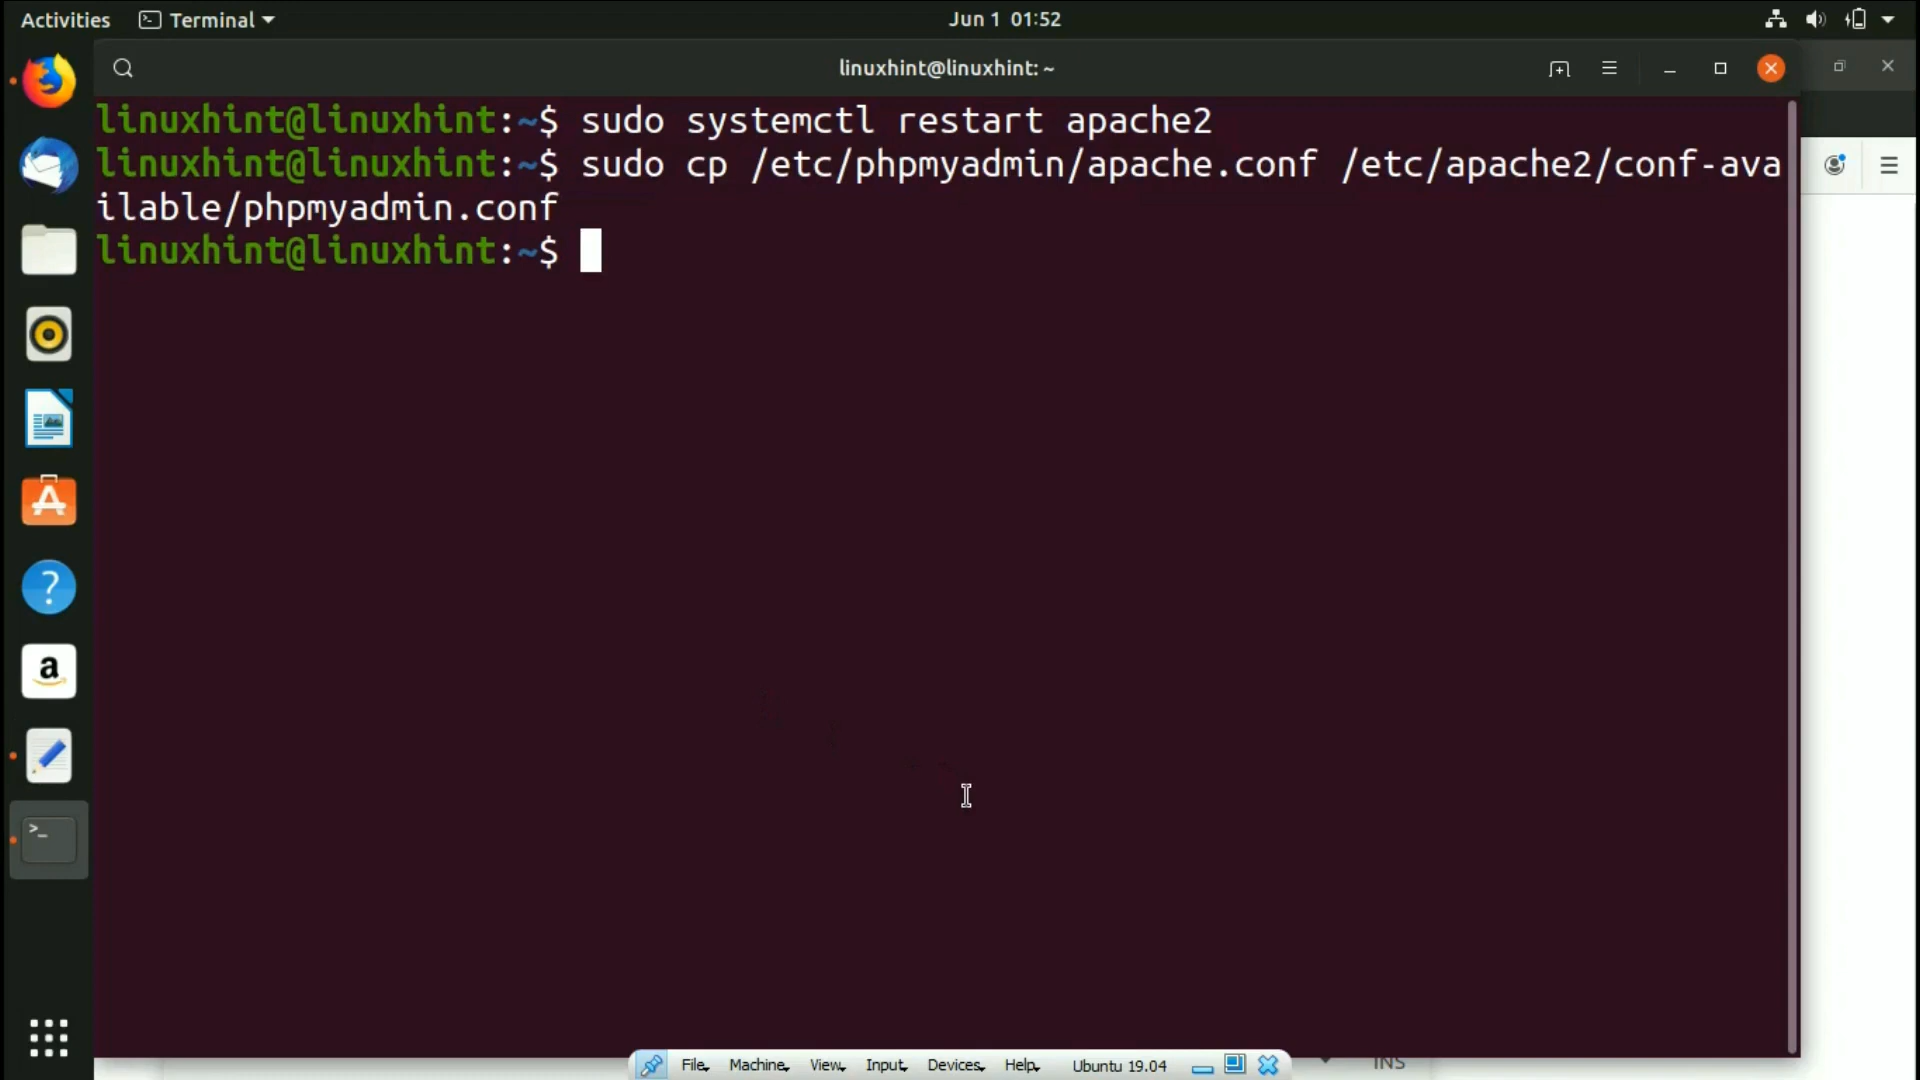 Activities Terminal Jun 1 01:52
linuxhint@linuxhint: ~
linuxhint@linuxhint:~$ sudo systemctl restart apache2
linuxhint@linuxhint:~$ sudo cp /etc/phpmyadmin/apache.conf /etc/apache2/conf-ava
ilable/phpmyadmin.conf
linuxhint@linuxhint:~$
File Machine View Input Devices Help Ubuntu 19.04
INS